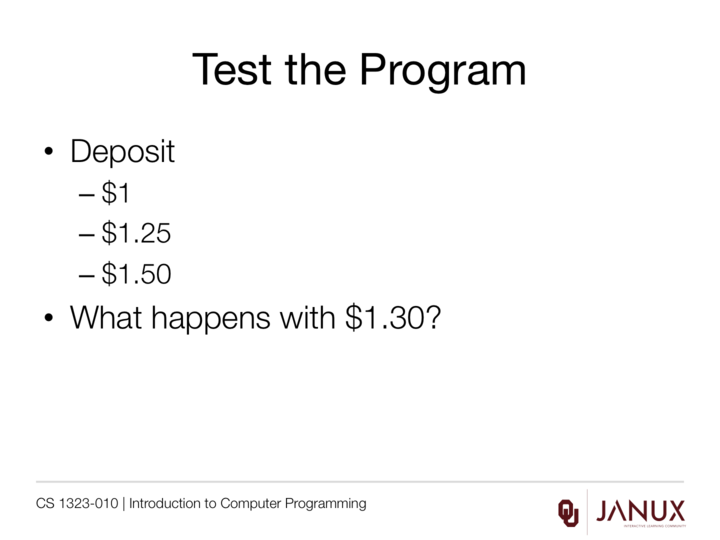 Test the Program
• Deposit
– $1
– $1.25
– $1.50
• What happens with $1.30?
CS 1323-010 | Introduction to Computer Programming
OU
JANUX
INTERACTIVE LEARNING COMMUNITY